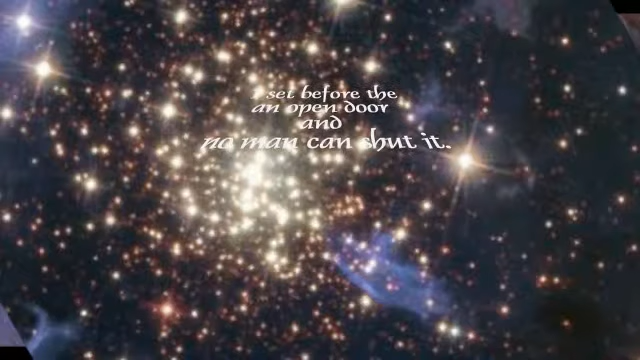 I set before the
an open door
and
no man can shut it.